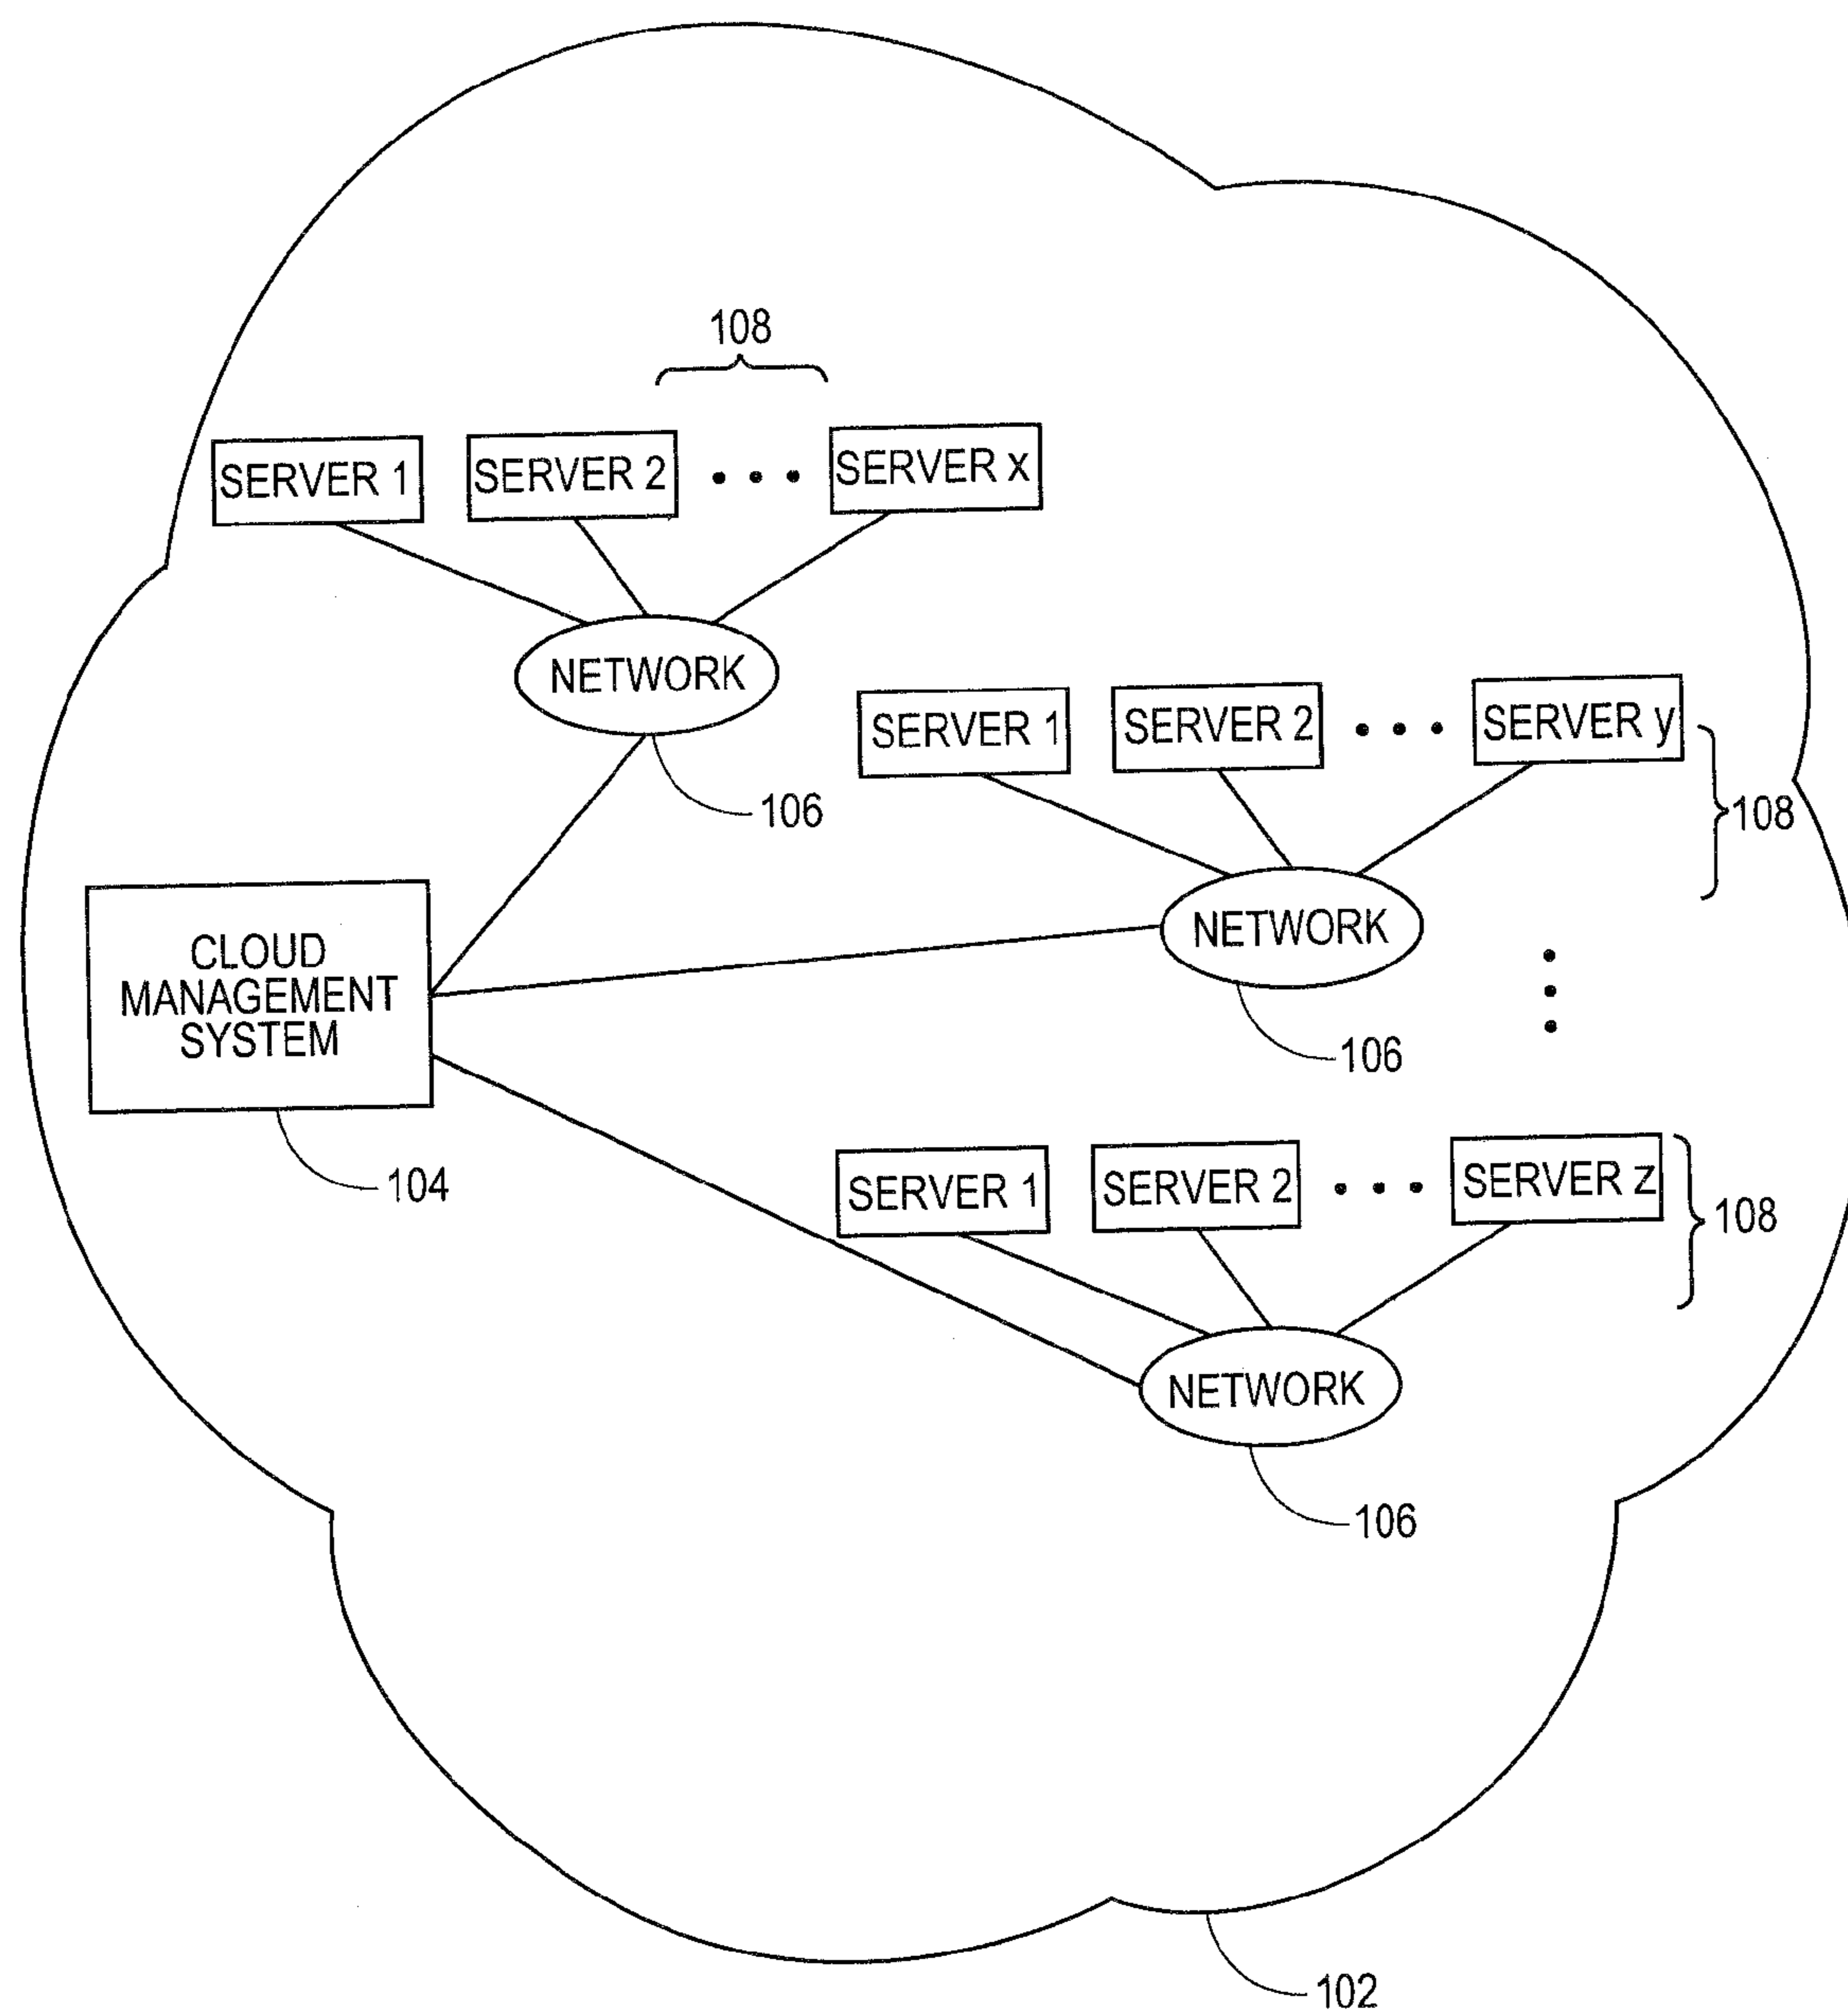 108
SERVER 1
SERVER 2
SERVER x
NETWORK
106
SERVER 1
SERVER 2
SERVER y
108
NETWORK
106
CLOUD
MANAGEMENT
SYSTEM
104
SERVER 1
SERVER 2
SERVER z
108
NETWORK
106
102